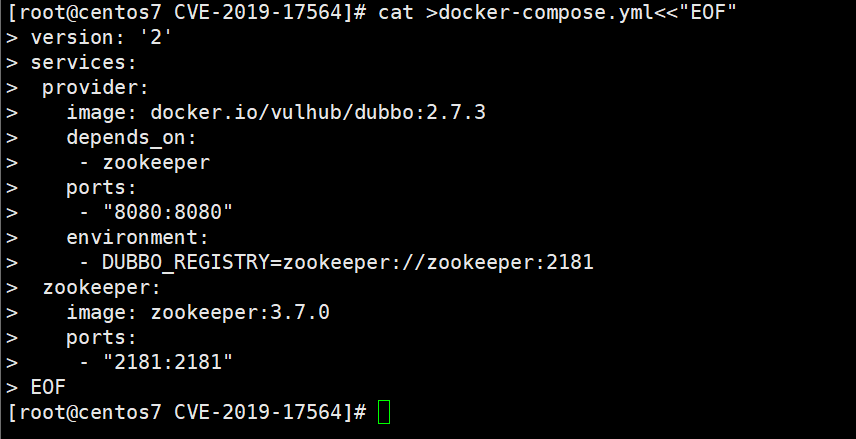 [root@centos7 CVE-2019-17564]# cat >docker-compose.yml<<"EOF"
> version: '2'
> services:
>  provider:
>    image: docker.io/vulhub/dubbo:2.7.3
>    depends_on:
>     - zookeeper
>    ports:
>     - "8080:8080"
>    environment:
>     - DUBBO_REGISTRY=zookeeper://zookeeper:2181
>  zookeeper:
>    image: zookeeper:3.7.0
>    ports:
>     - "2181:2181"
> EOF
[root@centos7 CVE-2019-17564]#